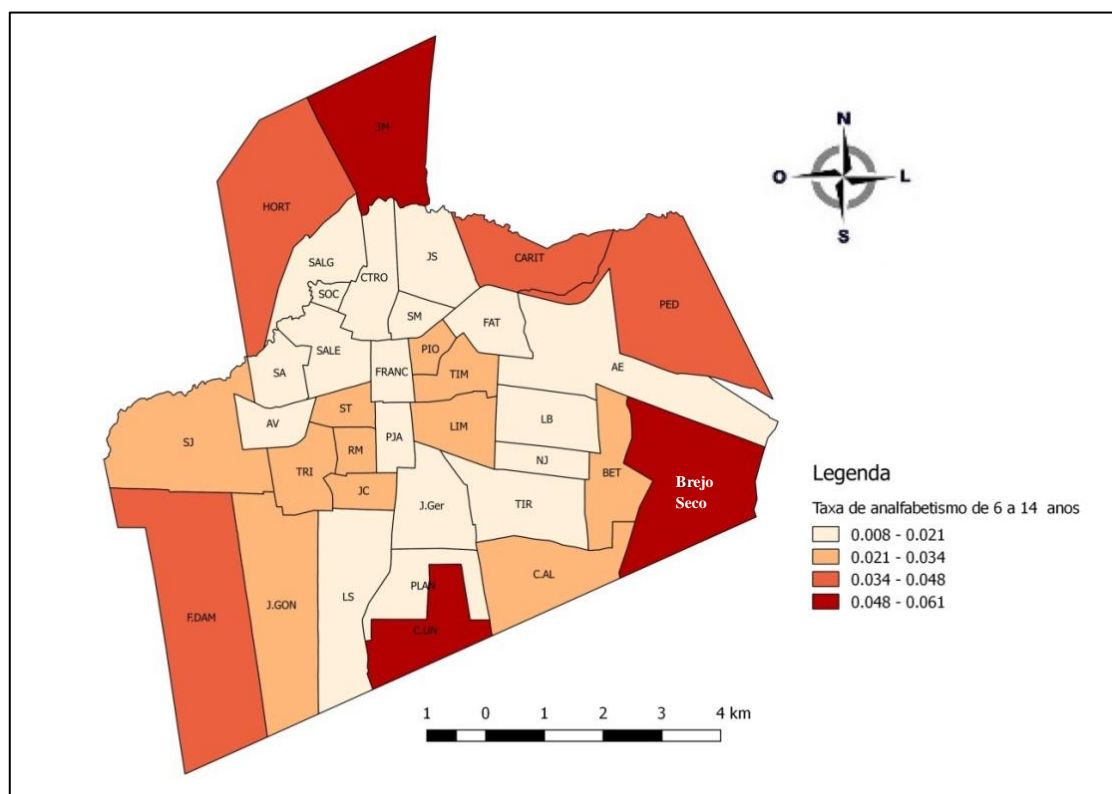 N
O L
S
3M
HORT
JS
CARIT
SALG
CTRO
PED
SOC
SM
FAT
SALE
PIO
SA
FRANC
TIM
AE
ST
AV
LB
LIM
SJ
PJA
RM
TRI
NJ
BET
JC
Brejo
Seco
J.Ger
TIR
C.AL
PLAN
LS
J.GON
F.DAM
C.UN
Legenda
Taxa de analfabetismo de 6 a 14 anos
0.008 - 0.021
0.021 - 0.034
0.034 - 0.048
0.048 - 0.061
1 0 1 2 3 4 km